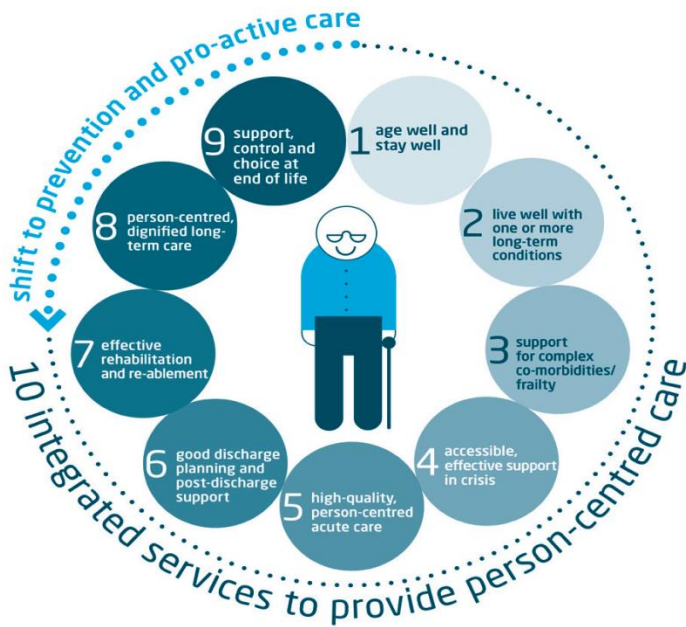 shift to prevention and pro-active care
1 age well and
stay well
2 live well with
one or more
long-term
conditions
3 support
for complex
co-morbidities/
frailty
4 accessible,
effective support
in crisis
5 high-quality,
person-centred
acute care
6 good discharge
planning and
post-discharge
support
7 effective
rehabilitation
and re-ablement
8 person-centred,
dignified long-
term care
9 support,
control and
choice at
end of life
10 integrated services to provide person-centred care